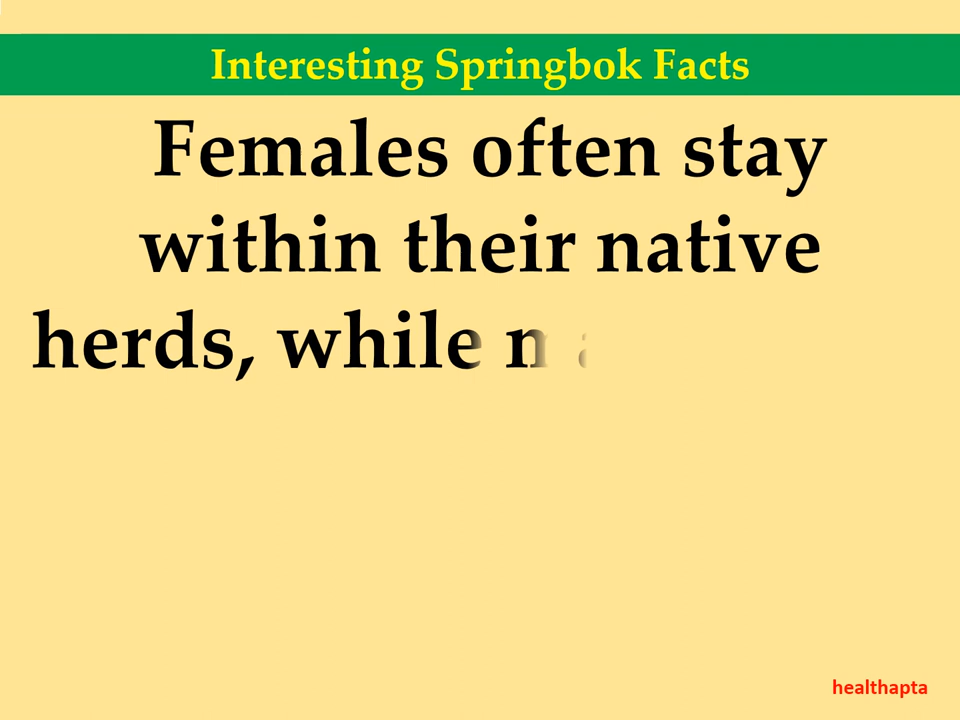 Interesting Springbok Facts
Females often stay
within their native
herds, while
healthapta